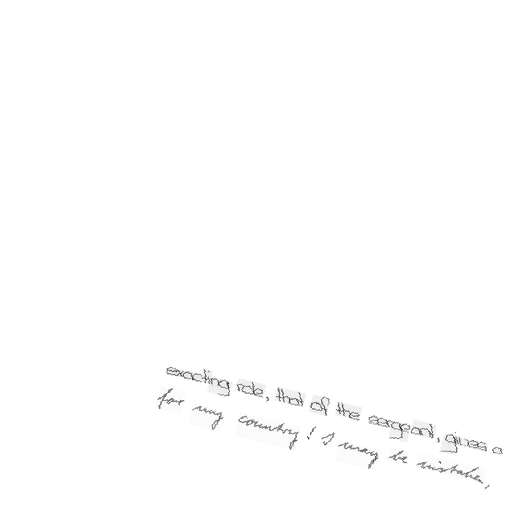 exacting role, that of the sergeant, gives a
for my country! I may be mistaken,